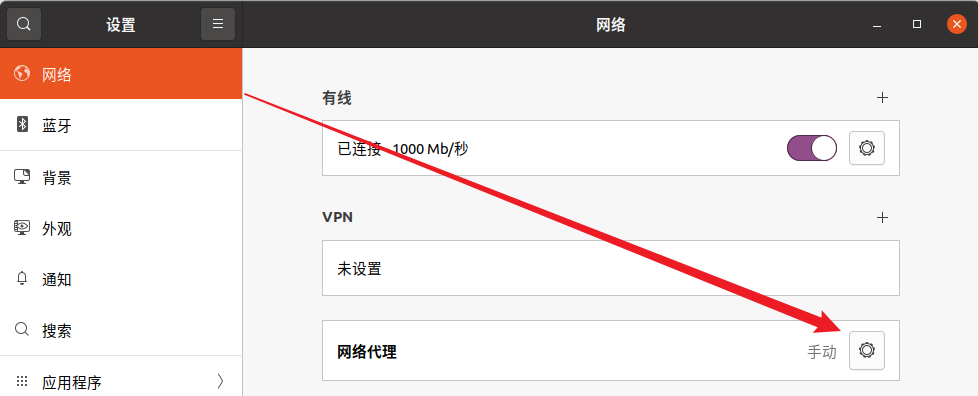 设置
网络
网络
蓝牙
背景
外观
通知
搜索
应用程序
有线
已连接 - 1000 Mb/秒
VPN
未设置
网络代理
手动